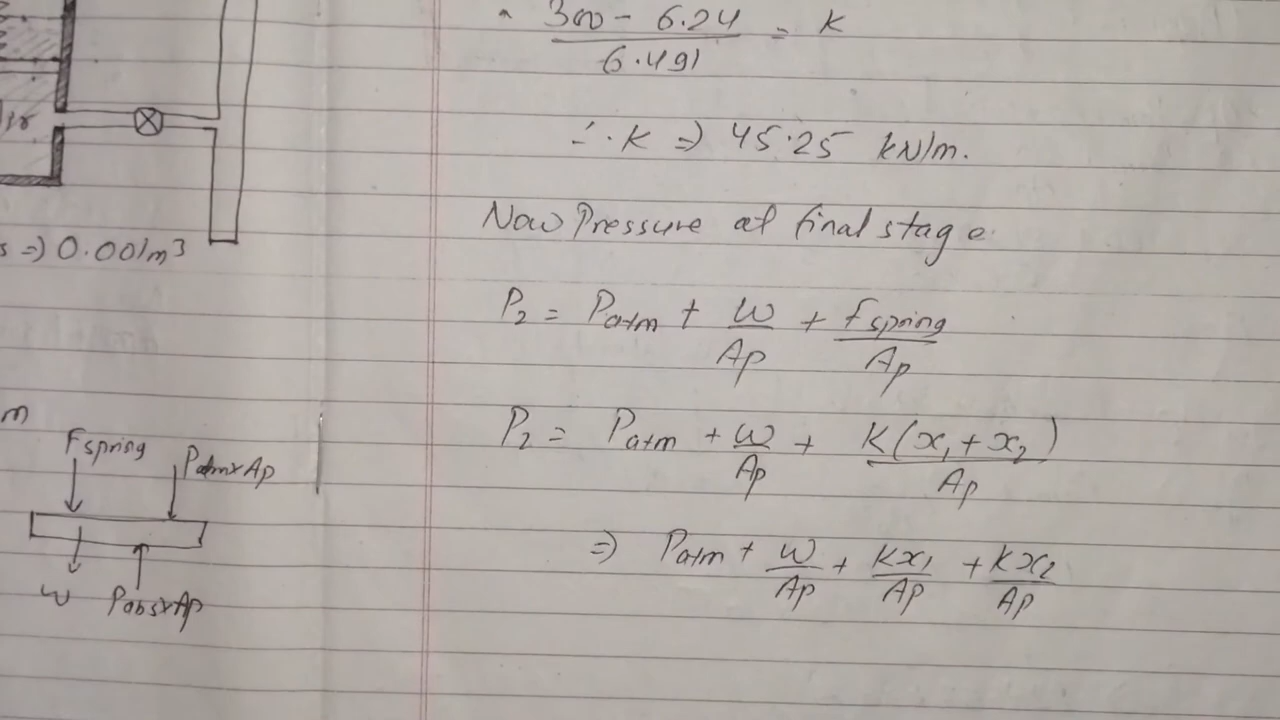 300 - 6.24 = K
6.491
∴ K ⇒ 45.25 kN/m.
Now Pressure at final stage
P2 = Patm + W/Ap + Fspring/Ap
P2 = Patm + W/Ap + K(x1 + x2)/Ap
⇒ Patm + W/Ap + Kx1/Ap + Kx2/Ap
⇒ 0.001m³
m
Fspring
Patm×Ap
W
Pabs×Ap